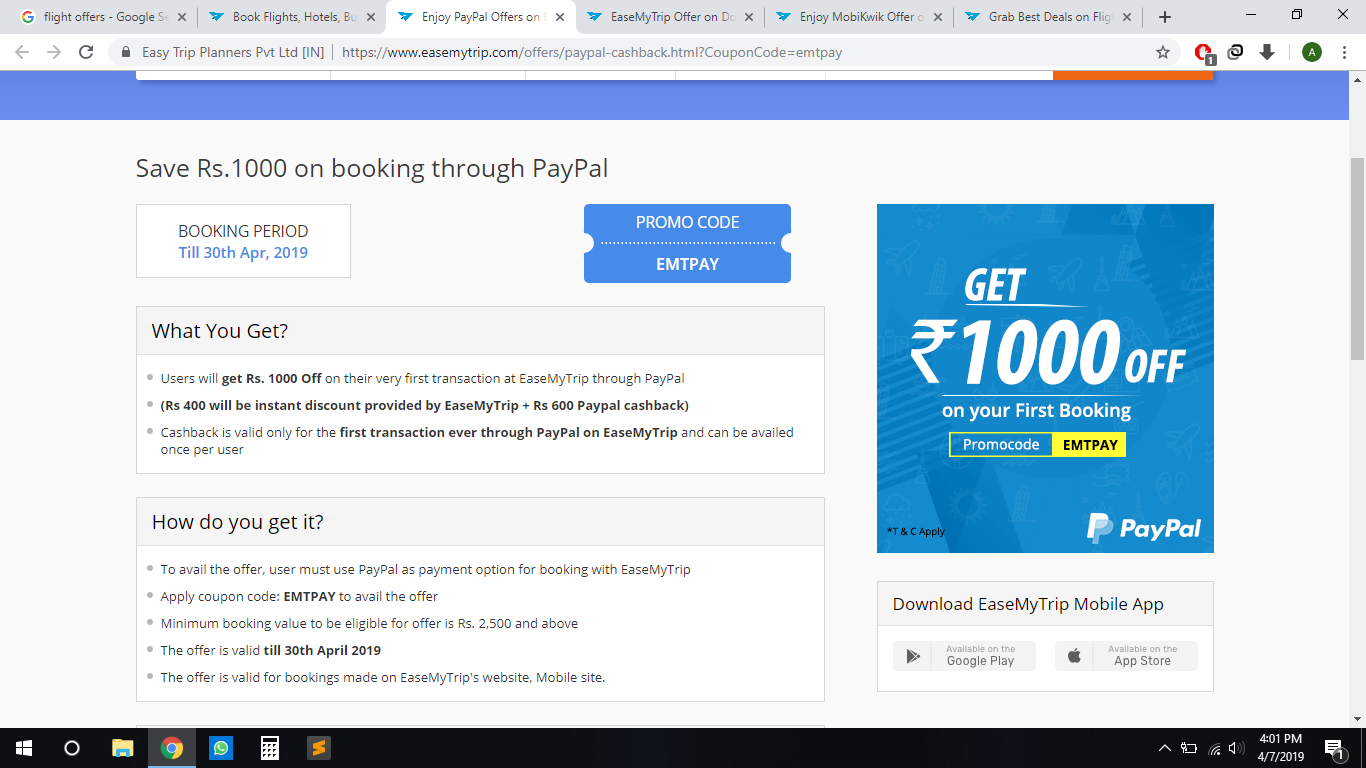 flight offers - Google Se
Book Flights, Hotels, Bu
Enjoy PayPal Offers on F
EaseMyTrip Offer on Do
Enjoy MobiKwik Offer o
Grab Best Deals on Fligh
Easy Trip Planners Pvt Ltd [IN] | https://www.easemytrip.com/offers/paypal-cashback.html?CouponCode=emtpay
1
A
Save Rs.1000 on booking through PayPal
BOOKING PERIOD
Till 30th Apr, 2019
PROMO CODE
EMTPAY
What You Get?
Users will get Rs. 1000 Off on their very first transaction at EaseMyTrip through PayPal
(Rs 400 will be instant discount provided by EaseMyTrip + Rs 600 Paypal cashback)
Cashback is valid only for the first transaction ever through PayPal on EaseMyTrip and can be availed
once per user
How do you get it?
To avail the offer, user must use PayPal as payment option for booking with EaseMyTrip
Apply coupon code: EMTPAY to avail the offer
Minimum booking value to be eligible for offer is Rs. 2,500 and above
The offer is valid till 30th April 2019
The offer is valid for bookings made on EaseMyTrip's website, Mobile site.
GET
₹1000 OFF
on your First Booking
Promocode EMTPAY
*T & C Apply
PayPal
Download EaseMyTrip Mobile App
Available on the
Google Play
Available on the
App Store
4:01 PM
4/7/2019
1